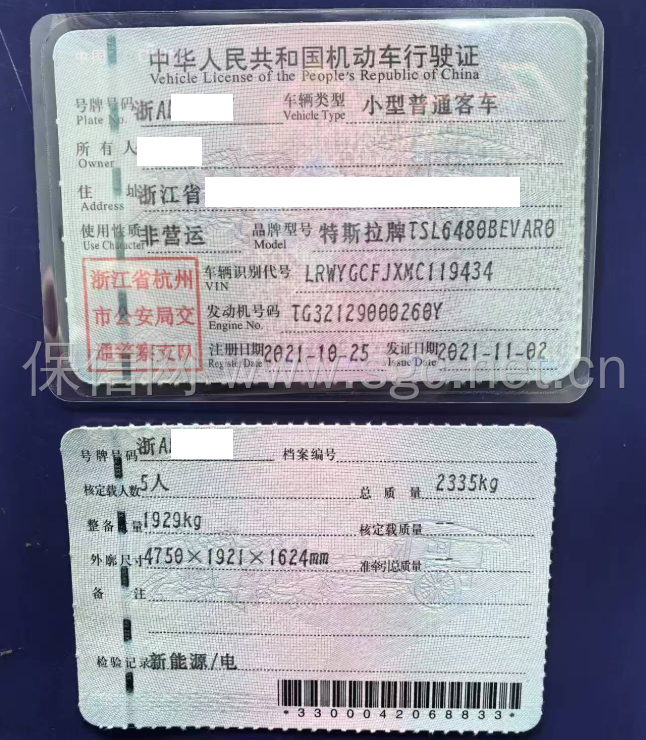 中华人民共和国机动车行驶证
Vehicle License of the People's Republic of China
号牌号码 浙A 车辆类型 小型普通客车
Plate No. Vehicle Type
所有人
Owner
住址 浙江省
Address
使用性质 非营运 品牌型号 特斯拉牌TSL6480BEVAR0
Use Character Model
浙江省杭州
市公安局交
通警察支队
车辆识别代号 LRWYGCFJXMC119434
VIN
发动机号码 TG32129000260Y
Engine No.
注册日期 2021-10-25 发证日期 2021-11-02
Register Date Issue Date
www.sgs.net.cn
号牌号码 浙A 档案编号
核定载人数 5人 总质量 2335kg
整备质量 1929kg 核定载质量 --
外廓尺寸 4750×1921×1624mm 准牵引总质量 --
备注
检验记录 新能源/电
*3300042068833*